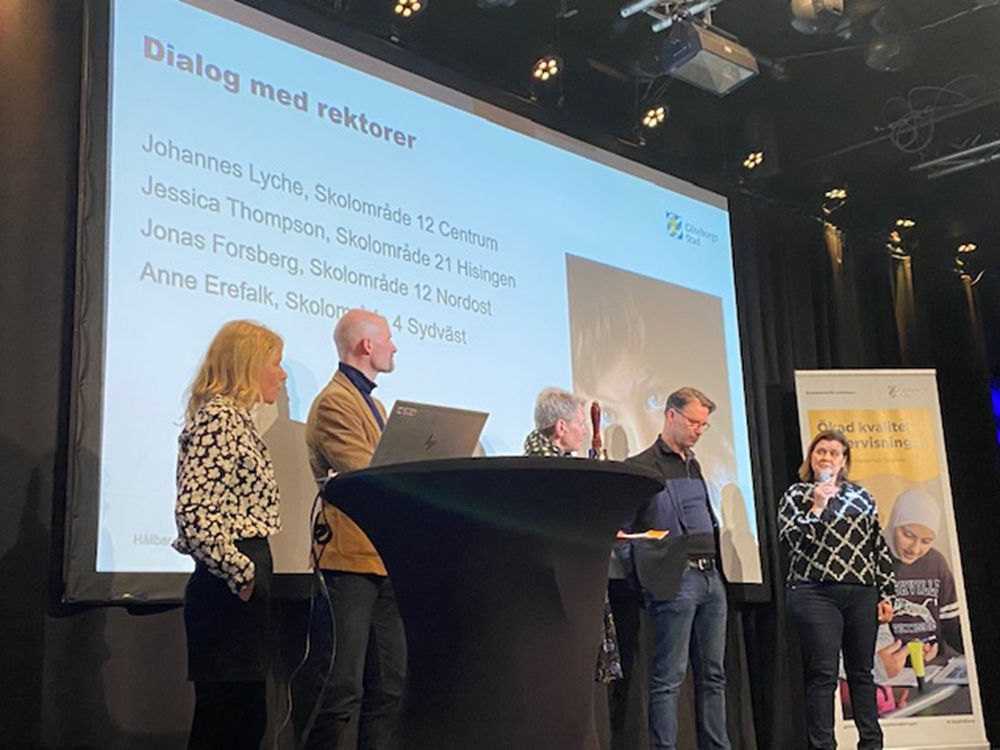 Dialog med rektorer
Johannes Lyche, Skolområde 12 Centrum
Jessica Thompson, Skolområde 21 Hisingen
Jonas Forsberg, Skolområde 12 Nordost
Anne Erefalk, 4 Sydväst
Göteborgs
Stad
hp
Ökad kvalitet